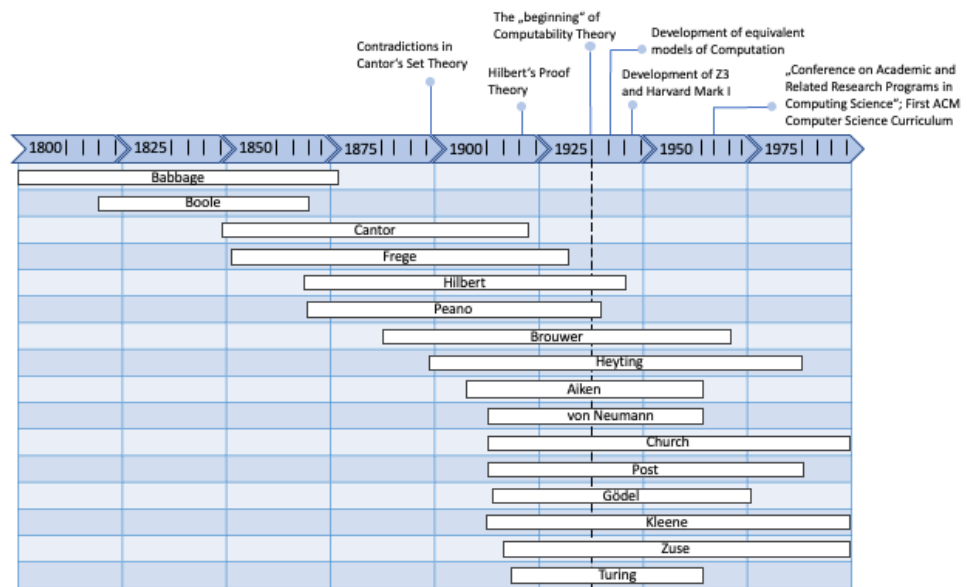 The „beginning“ of
Computability Theory
Development of equivalent
models of Computation
Contradictions in
Cantor's Set Theory
Hilbert's Proof
Theory
Development of Z3
and Harvard Mark I
„Conference on Academic and
Related Research Programs in
Computing Science“; First ACM
Computer Science Curriculum
1800 1825 1850 1875 1900 1925 1950 1975
Babbage
Boole
Cantor
Frege
Hilbert
Peano
Brouwer
Heyting
Aiken
von Neumann
Church
Post
Gödel
Kleene
Zuse
Turing